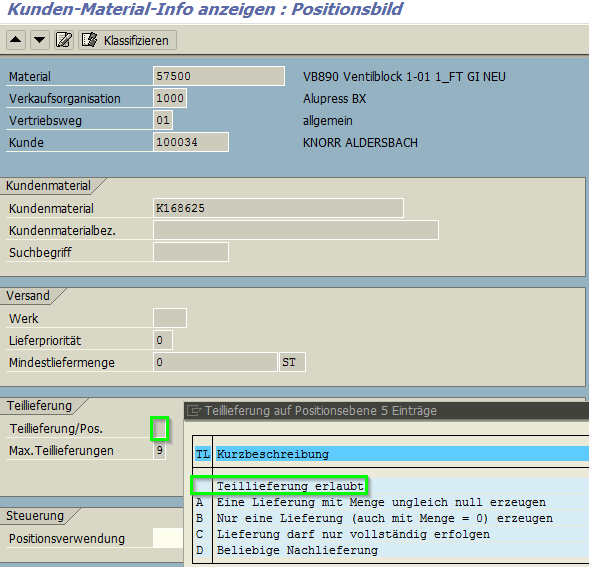 Kunden-Material-Info anzeigen : Positionsbild
Klassifizieren
Material 57500 VB890 Ventilblock 1-01 1_FT GI NEU
Verkaufsorganisation 1000 Alupress BX
Vertriebsweg 01 allgemein
Kunde 100034 KNORR ALDERSBACH
Kundenmaterial
Kundenmaterial K168625
Kundenmaterialbez.
Suchbegriff
Versand
Werk
Lieferpriorität 0
Mindestliefermenge 0 ST
Teillieferung
Teillieferung/Pos.
Max.Teillieferungen 9
Steuerung
Positionsverwendung
Teillieferung auf Positionsebene 5 Einträge
TL Kurzbeschreibung
Teillieferung erlaubt
A Eine Lieferung mit Menge ungleich null erzeugen
B Nur eine Lieferung (auch mit Menge = 0) erzeugen
C Lieferung darf nur vollständig erfolgen
D Beliebige Nachlieferung